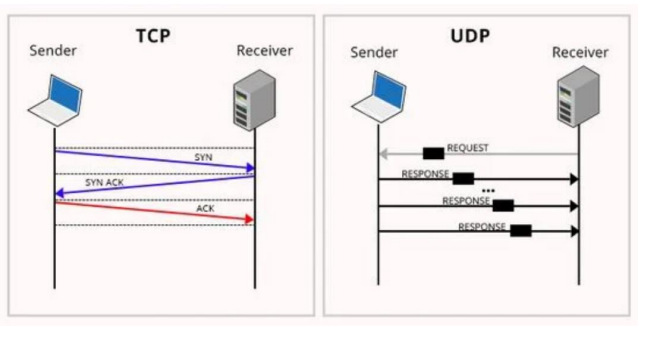 TCP
Sender
Receiver
SYN
SYN ACK
ACK
UDP
Sender
Receiver
REQUEST
RESPONSE
...
RESPONSE
RESPONSE